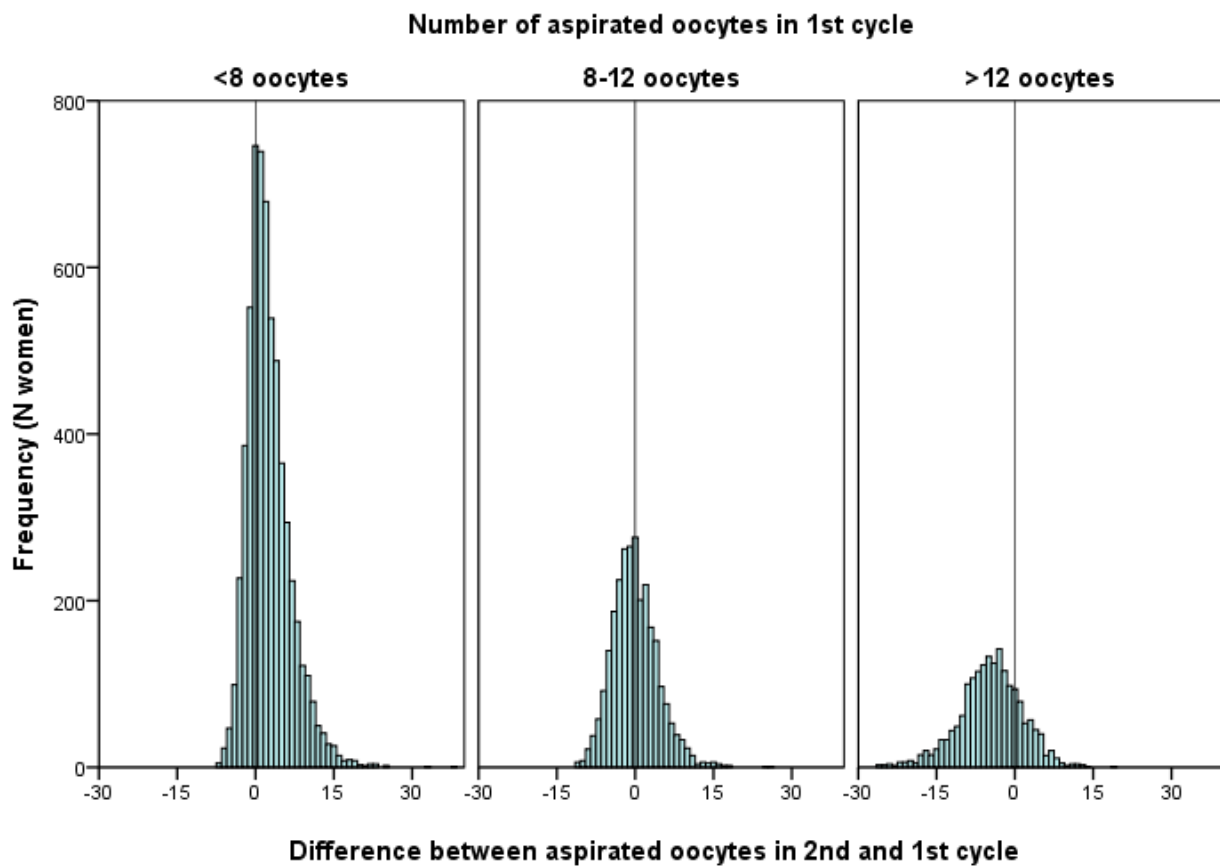 Number of aspirated oocytes in 1st cycle
<8 oocytes 8-12 oocytes >12 oocytes
800
600
400
200
0
Frequency (N women)
-30 -15 0 15 30 -30 -15 0 15 30 -30 -15 0 15 30
Difference between aspirated oocytes in 2nd and 1st cycle